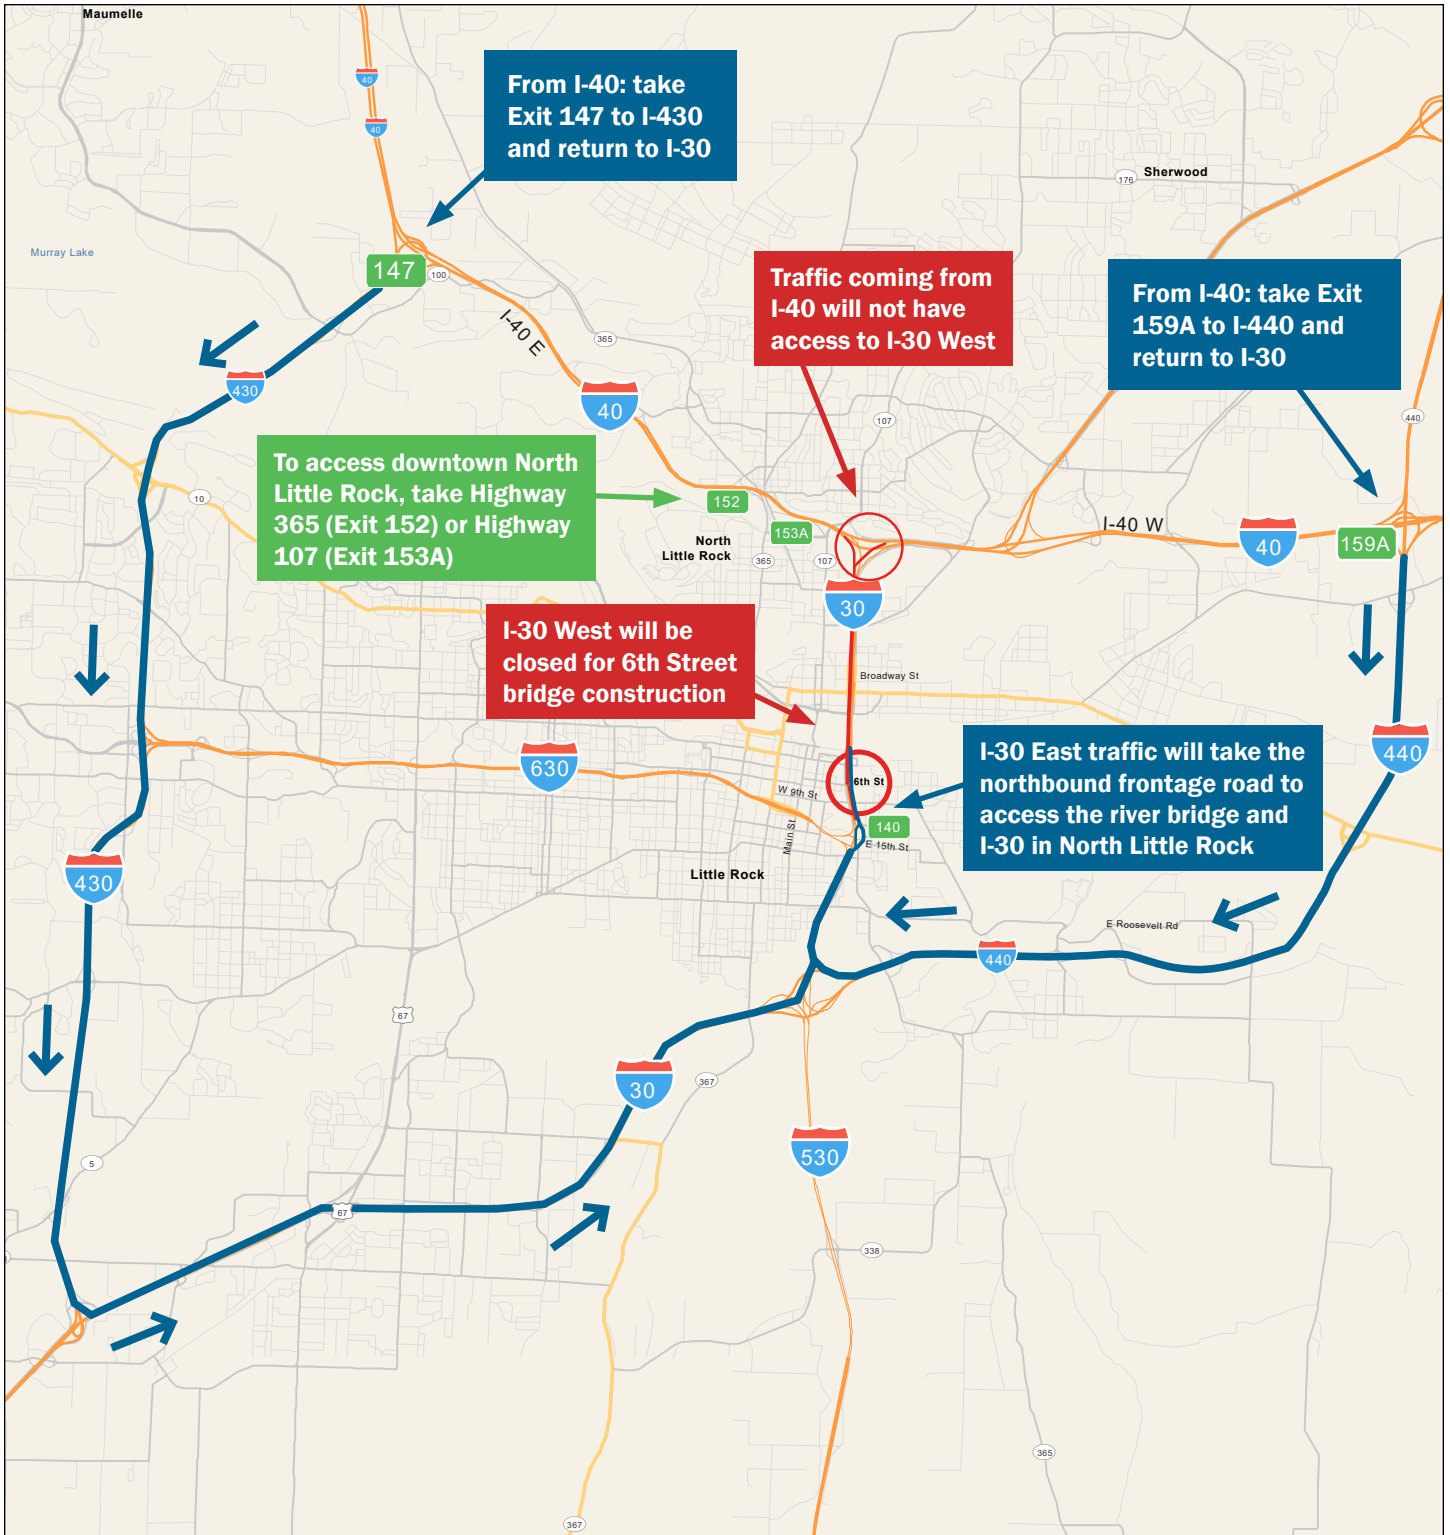 Maumelle
40
From I-40: take
Exit 147 to I-430
and return to I-30
40
Sherwood
176
Murray Lake
147
100
Traffic coming from
I-40 will not have
access to I-30 West
From I-40: take Exit
159A to I-440 and
return to I-30
I-40 E
365
430
40
107
440
To access downtown North
Little Rock, take Highway
365 (Exit 152) or Highway
107 (Exit 153A)
10
152
153A
I-40 W
40
159A
North
Little Rock
365
107
30
I-30 West will be
closed for 6th Street
bridge construction
Broadway St
I-30 East traffic will take the
northbound frontage road to
access the river bridge and
I-30 in North Little Rock
440
630
6th St
W 9th St
Main St
140
E 15th St
Little Rock
430
E Roosevelt Rd
440
67
30
367
530
5
67
338
365
367